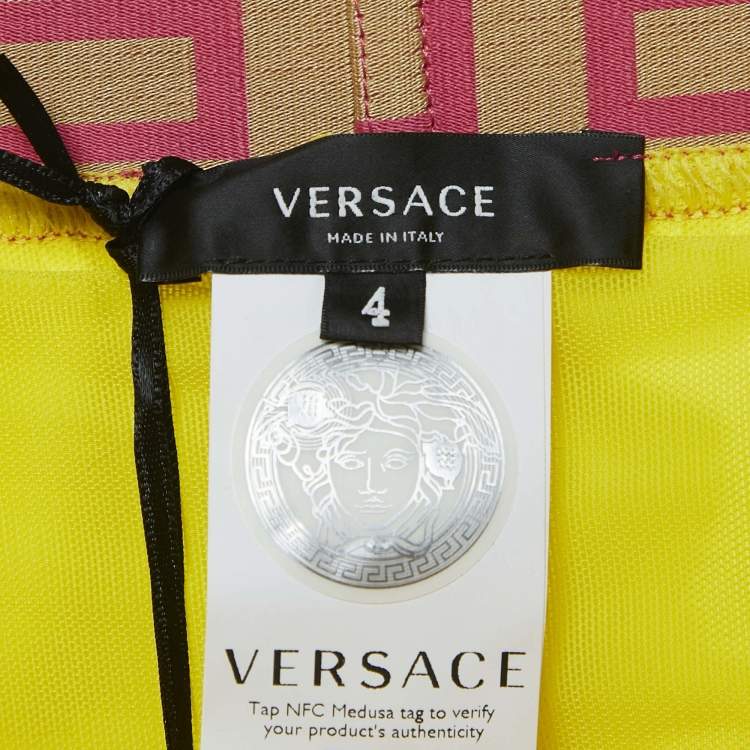 VERSACE
MADE IN ITALY
4
VERSACE
Tap NFC Medusa tag to verify
your product's authenticity